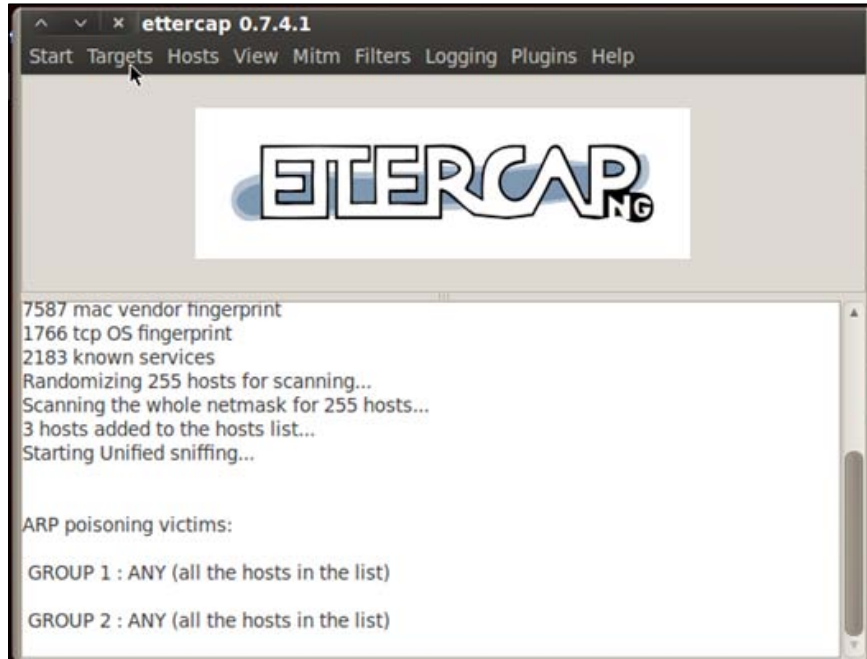 ettercap 0.7.4.1
Start Targets Hosts View Mitm Filters Logging Plugins Help
ETTERCAP NG
7587 mac vendor fingerprint
1766 tcp OS fingerprint
2183 known services
Randomizing 255 hosts for scanning...
Scanning the whole netmask for 255 hosts...
3 hosts added to the hosts list...
Starting Unified sniffing...
ARP poisoning victims:
GROUP 1 : ANY (all the hosts in the list)
GROUP 2 : ANY (all the hosts in the list)